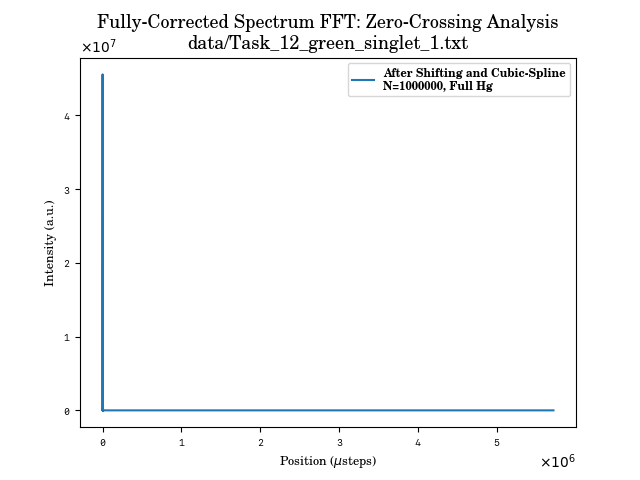 Fully-Corrected Spectrum FFT: Zero-Crossing Analysis
data/Task_12_green_singlet_1.txt
×10⁷
After Shifting and Cubic-Spline
N=1000000, Full Hg
4
3
2
1
0
Intensity (a.u.)
0 1 2 3 4 5
Position (μsteps)
×10⁶